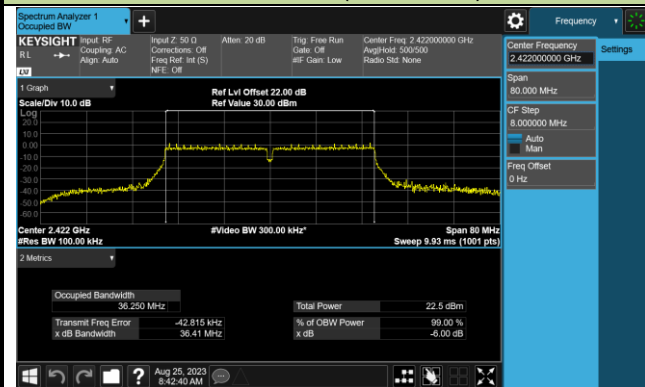 Spectrum Analyzer 1
Occupied BW
+
Frequency
KEYSIGHT
RL
LXI
Input: RF
Coupling: AC
Align: Auto
Input Z: 50 Ω
Corrections: Off
Freq Ref: Int (S)
NFE: Off
Atten: 20 dB
Trig: Free Run
Gate: Off
#IF Gain: Low
Center Freq: 2.422000000 GHz
Avg|Hold: 500/500
Radio Std: None
Center Frequency
2.422000000 GHz
Settings
Span
80.000 MHz
CF Step
8.000000 MHz
Auto
Man
Freq Offset
0 Hz
1 Graph
Scale/Div 10.0 dB
Ref Lvl Offset 22.00 dB
Ref Value 30.00 dBm
Log
20.0
10.0
0.00
-10.0
-20.0
-30.0
-40.0
-50.0
-60.0
Center 2.422 GHz
#Res BW 100.00 kHz
#Video BW 300.00 kHz*
Span 80 MHz
Sweep 9.93 ms (1001 pts)
2 Metrics
Occupied Bandwidth
36.250 MHz
Total Power 22.5 dBm
Transmit Freq Error -42.815 kHz
% of OBW Power 99.00 %
x dB Bandwidth 36.41 MHz
x dB -6.00 dB
?
Aug 25, 2023
8:42:40 AM